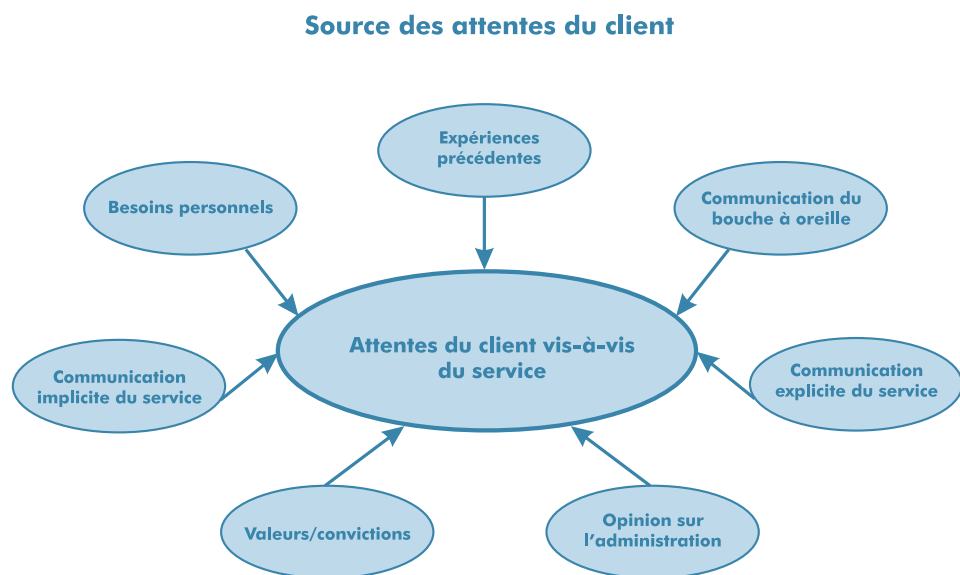 Source des attentes du client
Expériences
précédentes
Besoins personnels
Communication du
bouche à oreille
Attentes du client vis-à-vis
du service
Communication
implicite du service
Communication
explicite du service
Valeurs/convictions
Opinion sur
l'administration